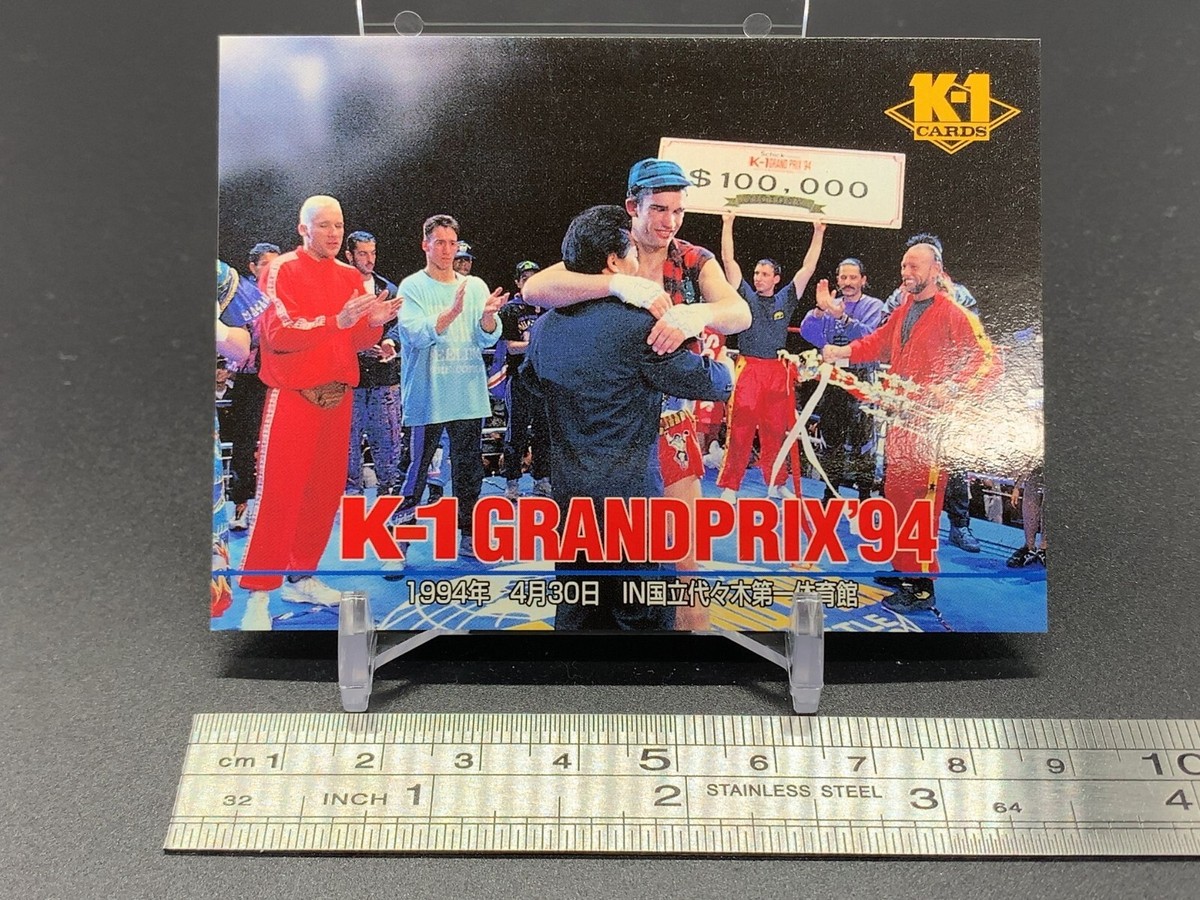 K-1
CARDS
K-1 GRAND PRIX '94
$100,000
K-1 GRANDPRIX'94
1994年 4月30日 IN国立代々木第一体育館
cm 1 2 3 4 5 6 7 8 9 10
32 INCH 1 2 STAINLESS STEEL 3 64 4